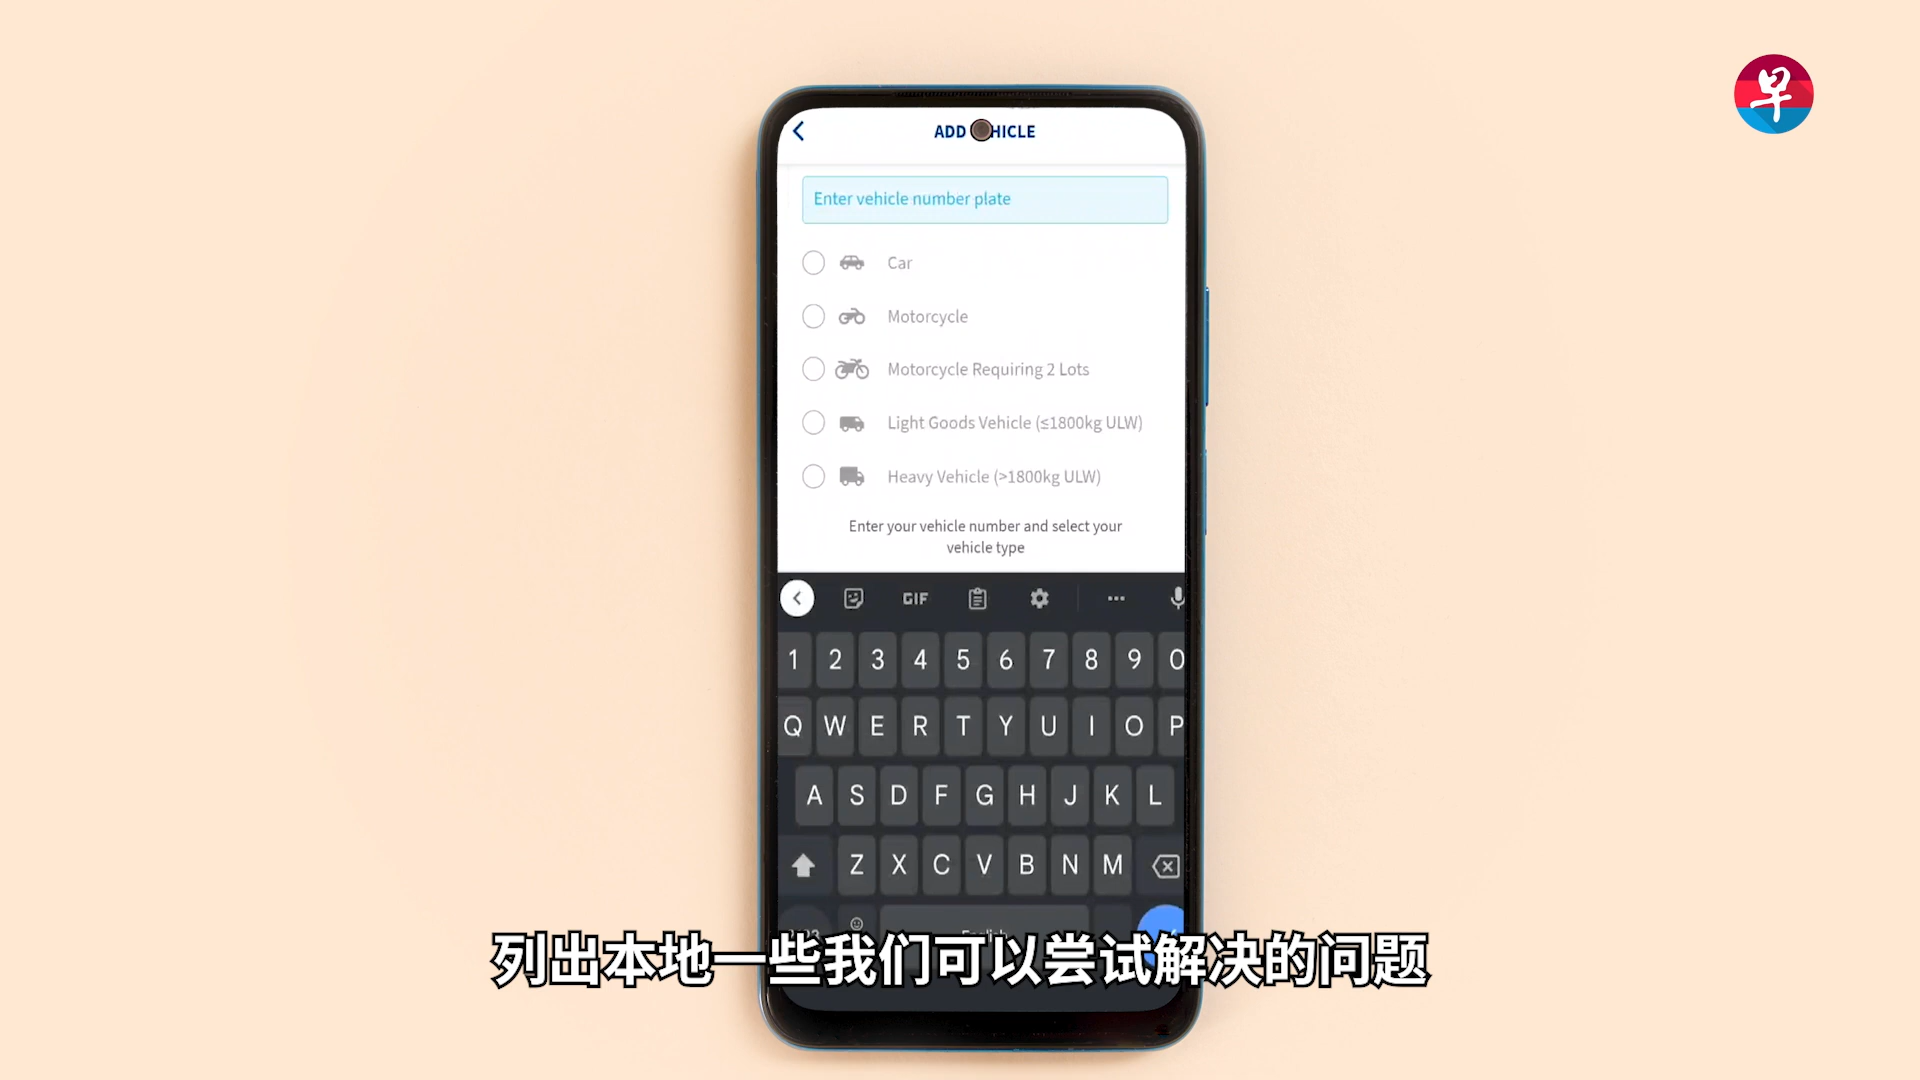 早
ADD HICLE
Enter vehicle number plate
Car
Motorcycle
Motorcycle Requiring 2 Lots
Light Goods Vehicle (≤1800kg ULW)
Heavy Vehicle (>1800kg ULW)
Enter your vehicle number and select your
vehicle type
GIF
1 2 3 4 5 6 7 8 9 0
Q W E R T Y U I O P
A S D F G H J K L
Z X C V B N M
English
列出本地一些我们可以尝试解决的问题